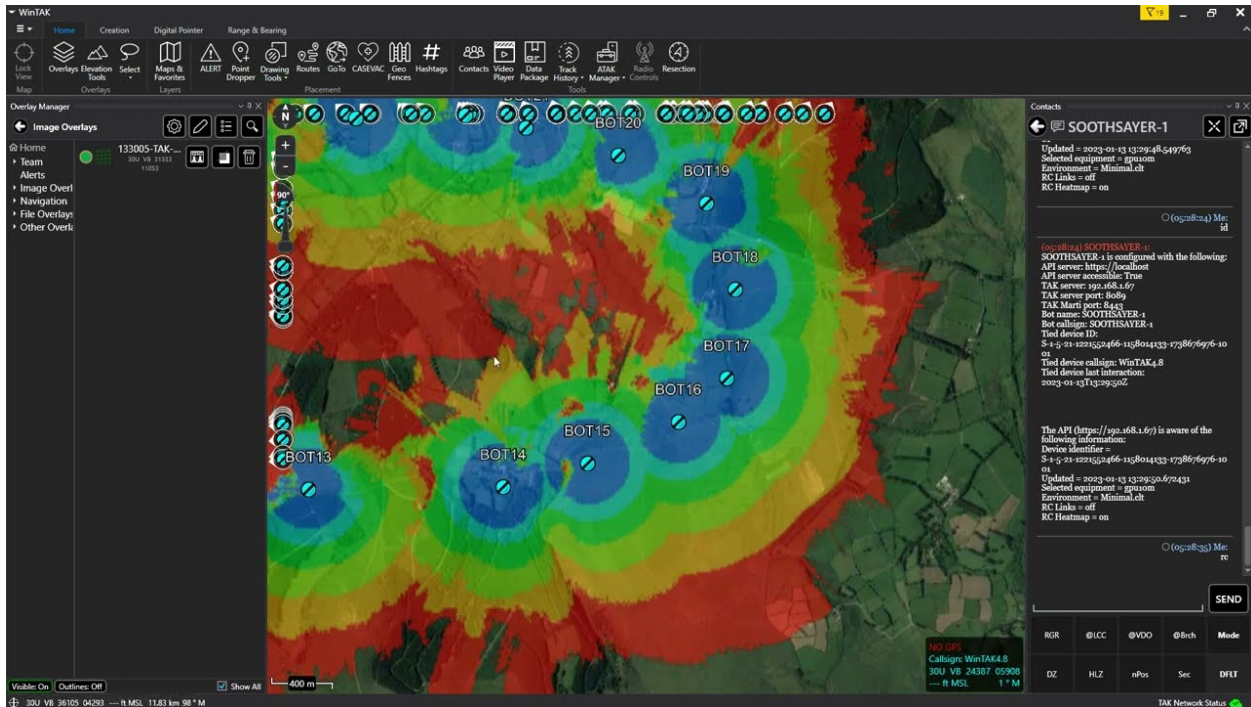 WinTAK
19
Home
Creation
Digital Pointer
Range & Bearing
Lock View
Overlays
Elevation Tools
Select
Maps & Favorites
ALERT
Point Dropper
Drawing Tools
Routes
GoTo
CASEVAC
Geo Fences
Hashtags
Contacts
Video Player
Data Package
Track History
ATAK Manager
Radio Controls
Resection
Map
Overlays
Layers
Placement
Tools
Overlay Manager
Image Overlays
Home
Team
Alerts
Image Overl
Navigation
File Overlays
Other Overla
133005-TAK-...
30U VB 31333
11053
Visible: On
Outlines: Off
Show All
N
+
-
90°
BOT20
BOT19
BOT18
BOT17
BOT16
BOT15
BOT14
BOT13
400 m
NO GPS
Callsign: WinTAK4.8
30U VB 24387 05908
--- ft MSL 1 ° M
Contacts
SOOTHSAYER-1
Updated = 2023-01-13 13:29:48.549763
Selected equipment = gpu10m
Environment = Minimal.clt
RC Links = off
RC Heatmap = on
(05:28:24) Me:
id
(05:28:24) SOOTHSAYER-1:
SOOTHSAYER-1 is configured with the following:
API server: https://localhost
API server accessible: True
TAK server: 192.168.1.67
TAK server port: 8089
TAK Marti port: 8443
Bot name: SOOTHSAYER-1
Bot callsign: SOOTHSAYER-1
Tied device ID:
S-1-5-21-1221552466-1158014133-1738676976-10
01
Tied device callsign: WinTAK4.8
Tied device last interaction:
2023-01-13T13:29:50Z
The API (https://192.168.1.67) is aware of the
following information:
Device identifier =
S-1-5-21-1221552466-1158014133-1738676976-10
01
Updated = 2023-01-13 13:29:50.672431
Selected equipment = gpu10m
Environment = Minimal.clt
RC Links = off
RC Heatmap = on
(05:28:35) Me:
rc
SEND
RGR
@LCC
@VDO
@Brch
Mode
DZ
HLZ
nPos
Sec
DFLT
30U VB 36105 04293 --- ft MSL 11.83 km 98 ° M
TAK Network Status